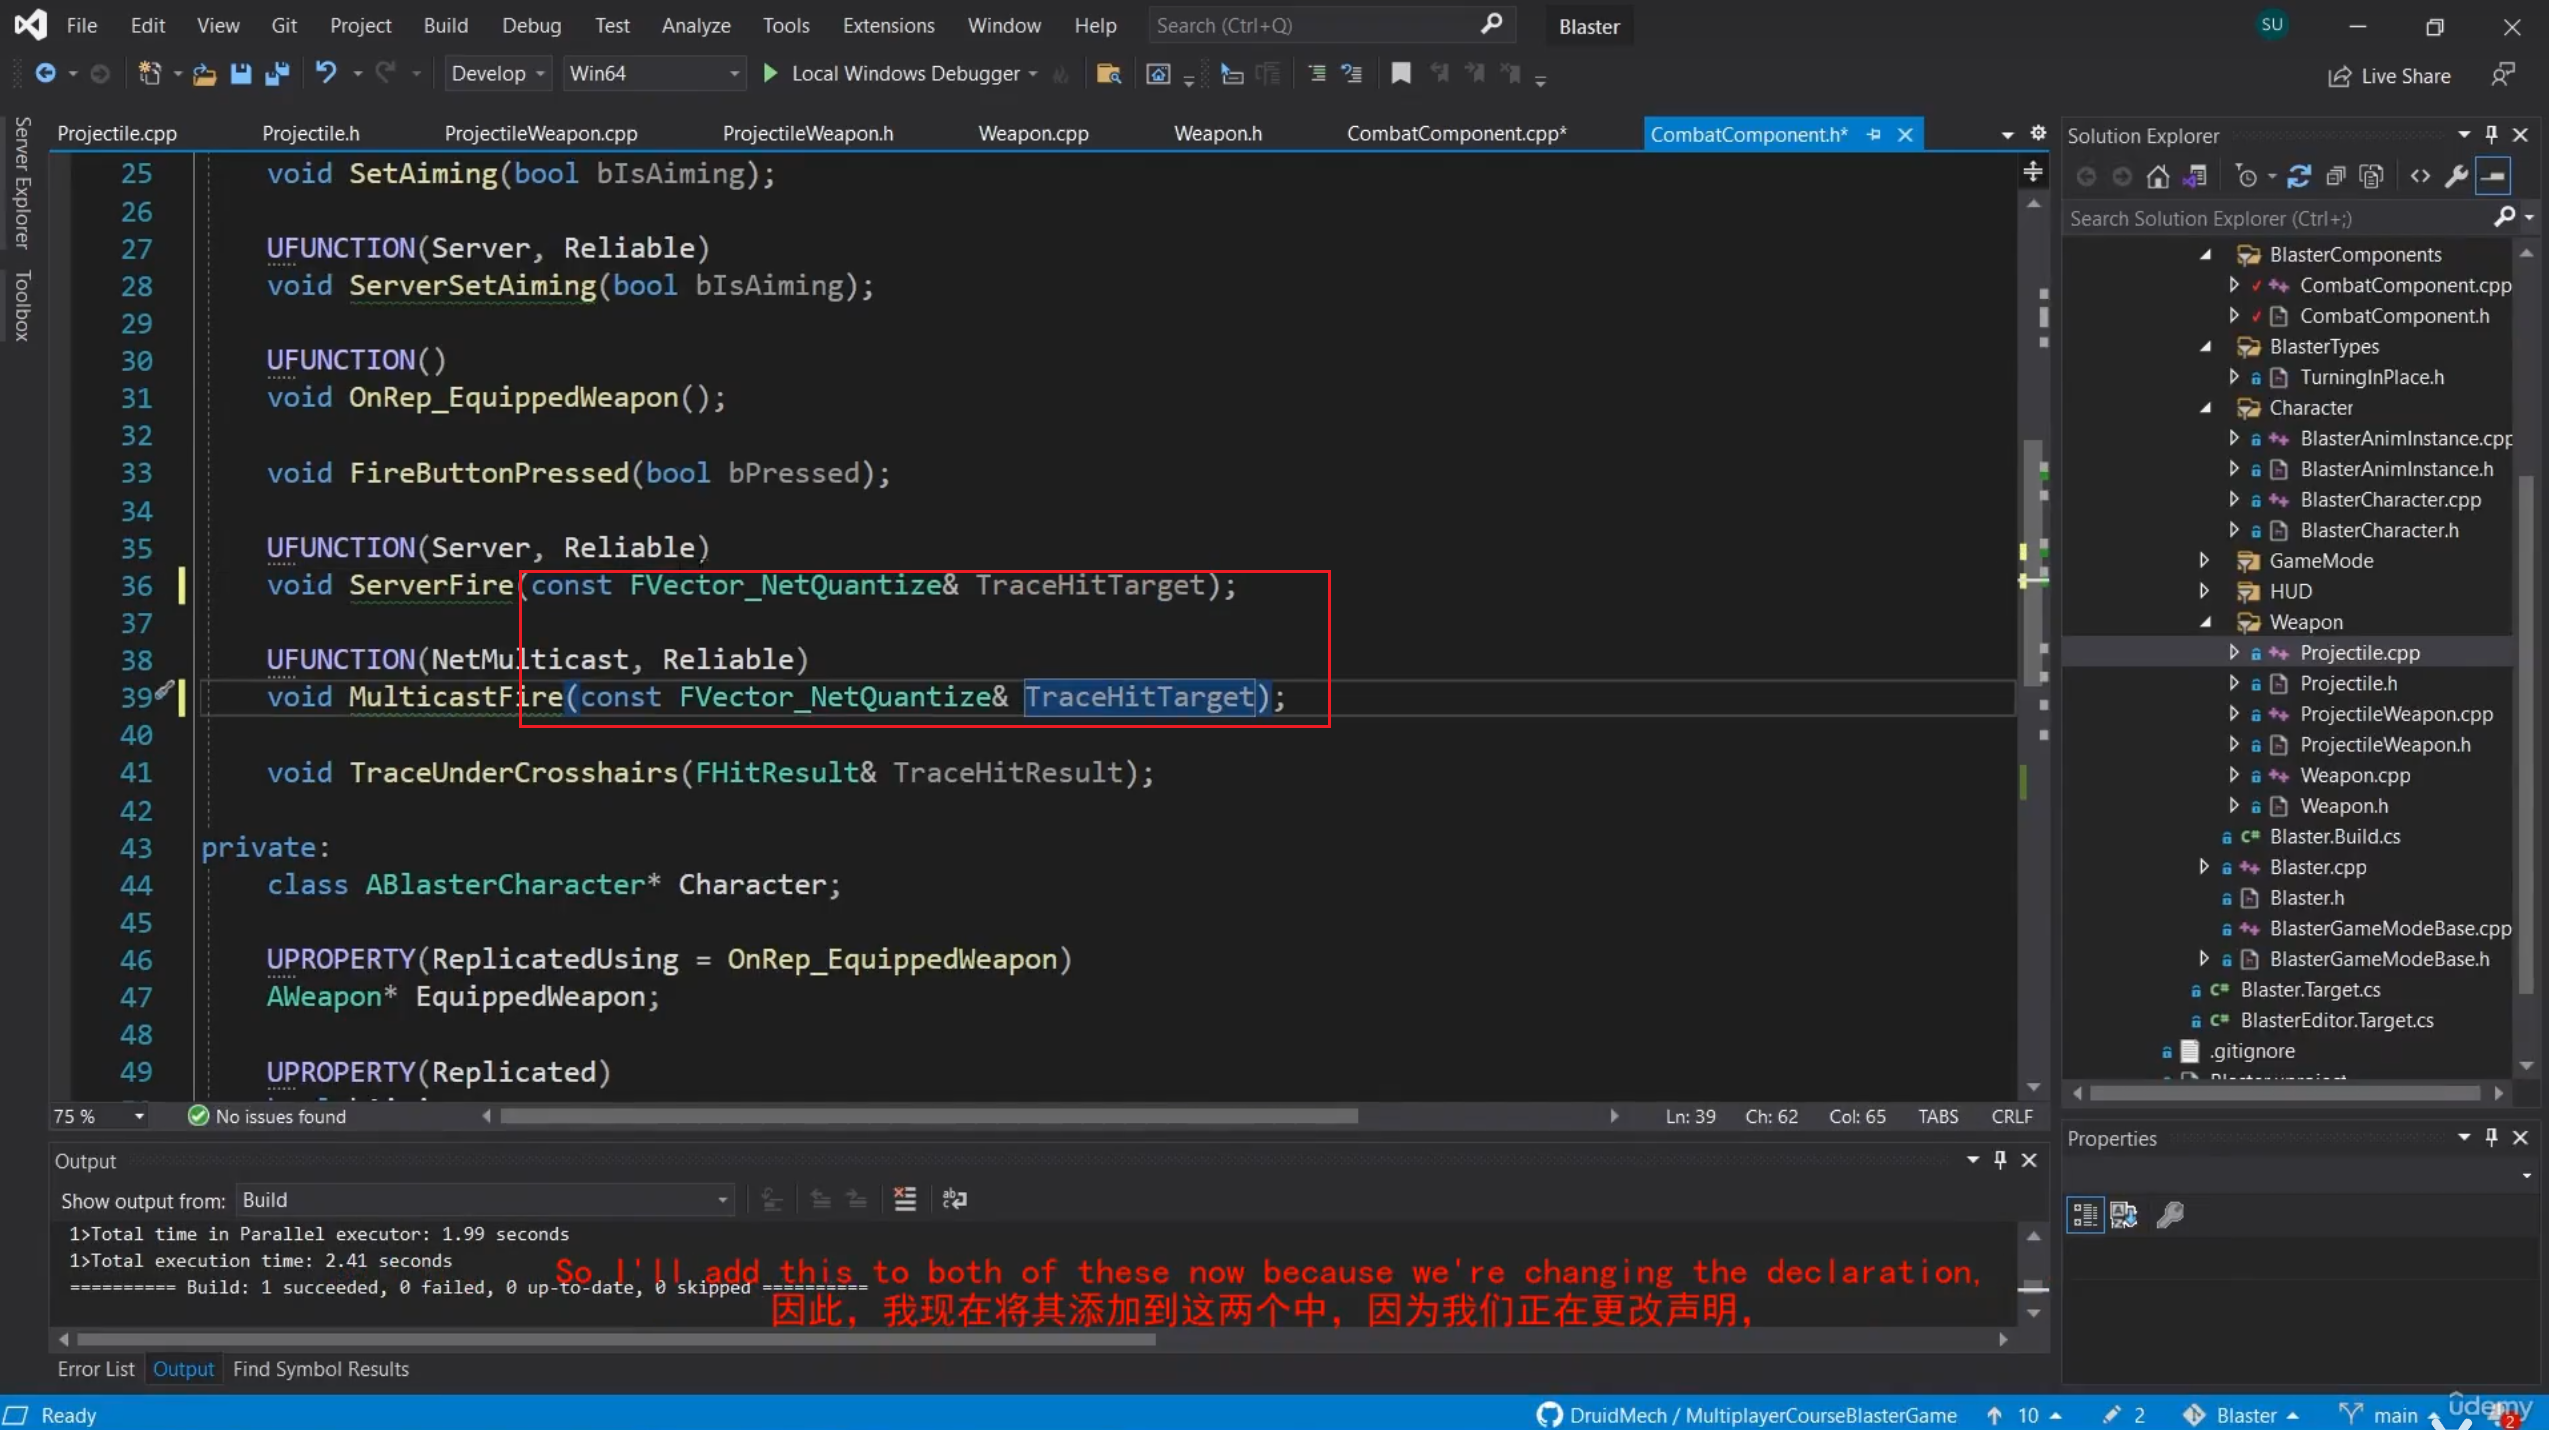 File Edit View Git Project Build Debug Test Analyze Tools Extensions Window Help Search (Ctrl+Q) Blaster SU
Develop Win64 Local Windows Debugger Live Share
Server Explorer
Toolbox
Projectile.cpp Projectile.h ProjectileWeapon.cpp ProjectileWeapon.h Weapon.cpp Weapon.h CombatComponent.cpp* CombatComponent.h*
25 void SetAiming(bool bIsAiming);
26
27 UFUNCTION(Server, Reliable)
28 void ServerSetAiming(bool bIsAiming);
29
30 UFUNCTION()
31 void OnRep_EquippedWeapon();
32
33 void FireButtonPressed(bool bPressed);
34
35 UFUNCTION(Server, Reliable)
36 void ServerFire(const FVector_NetQuantize& TraceHitTarget);
37
38 UFUNCTION(NetMulticast, Reliable)
39 void MulticastFire(const FVector_NetQuantize& TraceHitTarget);
40
41 void TraceUnderCrosshairs(FHitResult& TraceHitResult);
42
43 private:
44 class ABlasterCharacter* Character;
45
46 UPROPERTY(ReplicatedUsing = OnRep_EquippedWeapon)
47 AWeapon* EquippedWeapon;
48
49 UPROPERTY(Replicated)
75 % No issues found Ln: 39 Ch: 62 Col: 65 TABS CRLF
Output
Show output from: Build
1>Total time in Parallel executor: 1.99 seconds
1>Total execution time: 2.41 seconds
========== Build: 1 succeeded, 0 failed, 0 up-to-date, 0 skipped ==========
So I'll add this to both of these now because we're changing the declaration,
因此，我现在将其添加到这两个中，因为我们正在更改声明，
Error List Output Find Symbol Results
Solution Explorer
Search Solution Explorer (Ctrl+;)
BlasterComponents
CombatComponent.cpp
CombatComponent.h
BlasterTypes
TurningInPlace.h
Character
BlasterAnimInstance.cpp
BlasterAnimInstance.h
BlasterCharacter.cpp
BlasterCharacter.h
GameMode
HUD
Weapon
Projectile.cpp
Projectile.h
ProjectileWeapon.cpp
ProjectileWeapon.h
Weapon.cpp
Weapon.h
Blaster.Build.cs
Blaster.cpp
Blaster.h
BlasterGameModeBase.cpp
BlasterGameModeBase.h
Blaster.Target.cs
BlasterEditor.Target.cs
.gitignore
Properties
Ready DruidMech / MultiplayerCourseBlasterGame 10 2 Blaster main 2
ûdemy